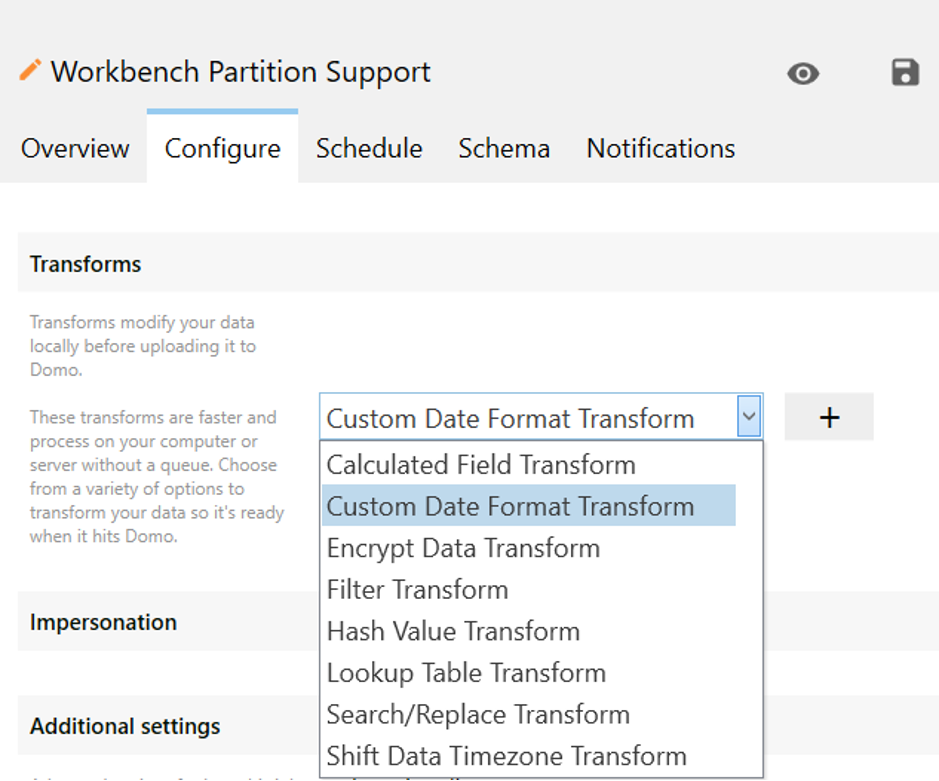 Workbench Partition Support
Overview Configure Schedule Schema Notifications
Transforms
Transforms modify your data
locally before uploading it to
Domo.
These transforms are faster and
process on your computer or
server without a queue. Choose
from a variety of options to
transform your data so it's ready
when it hits Domo.
Custom Date Format Transform
+
Calculated Field Transform
Custom Date Format Transform
Encrypt Data Transform
Filter Transform
Hash Value Transform
Lookup Table Transform
Search/Replace Transform
Shift Data Timezone Transform
Impersonation
Additional settings